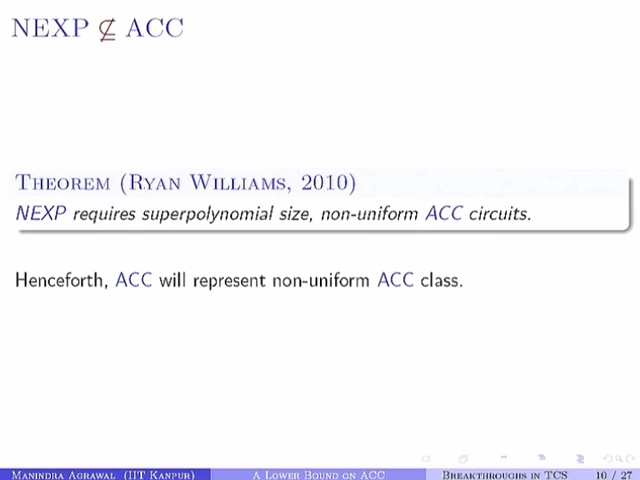 NEXP ⊈ ACC
Theorem (Ryan Williams, 2010)
NEXP requires superpolynomial size, non-uniform ACC circuits.
Henceforth, ACC will represent non-uniform ACC class.
Manindra Agrawal (IIT Kanpur) A Lower Bound on ACC Breakthroughs in TCS 10 / 27